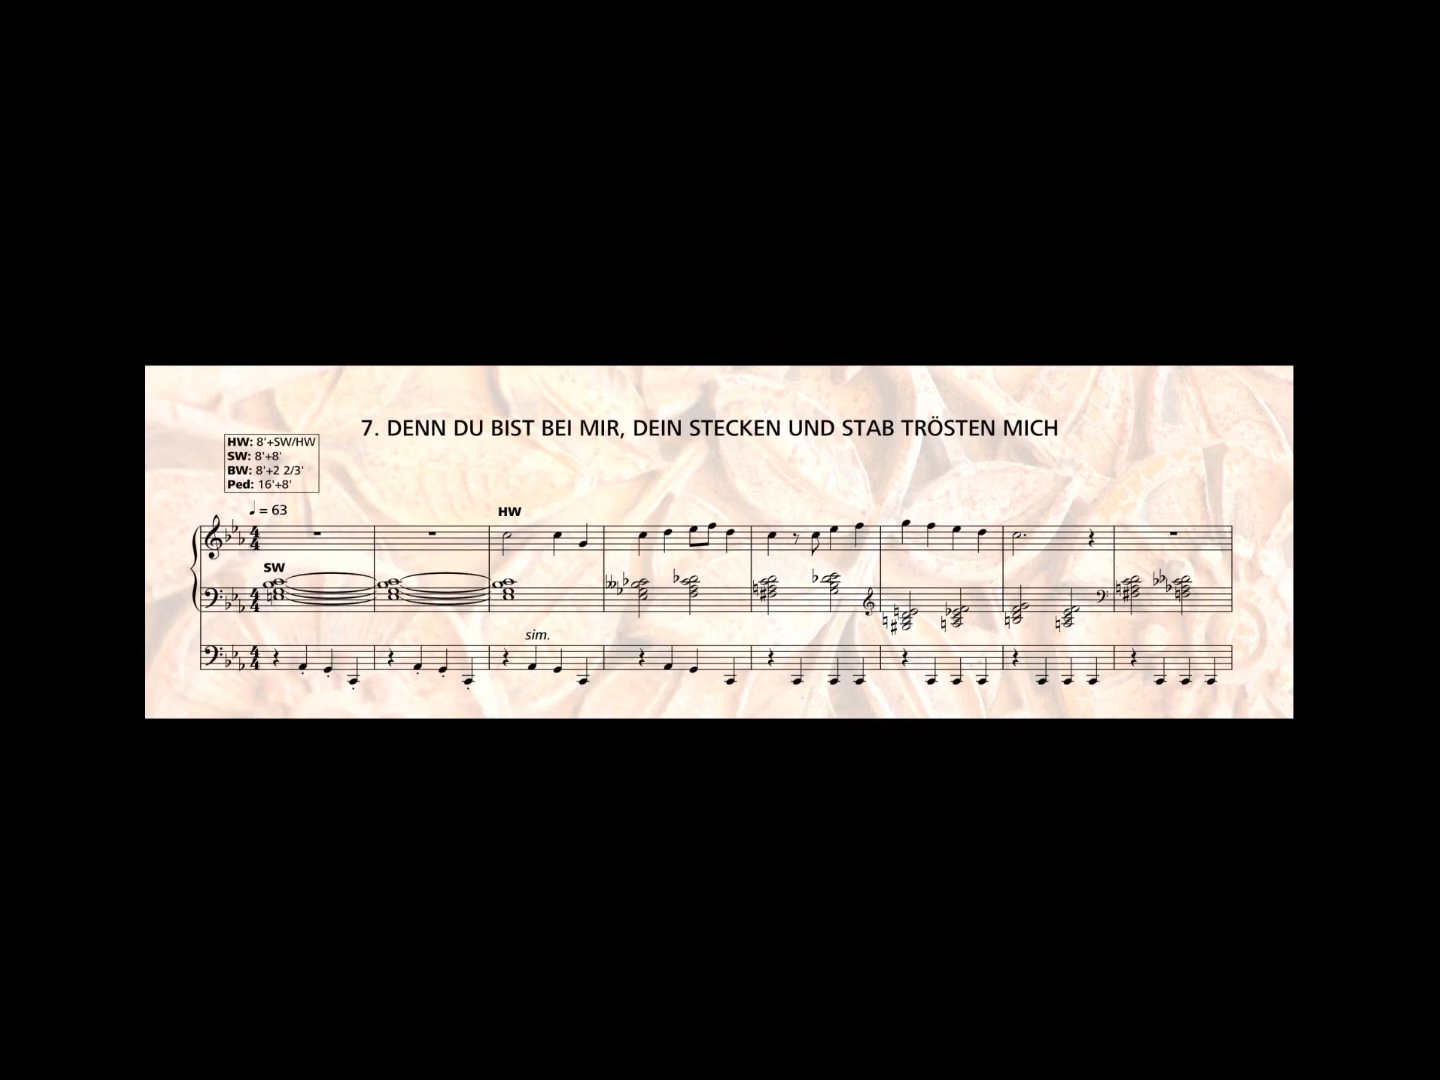 7. DENN DU BIST BEI MIR, DEIN STECKEN UND STAB TRÖSTEN MICH
HW: 8'+SW/HW
SW: 8'+8'
BW: 8'+2 2/3'
Ped: 16'+8'
♩ = 63
HW
SW
sim.